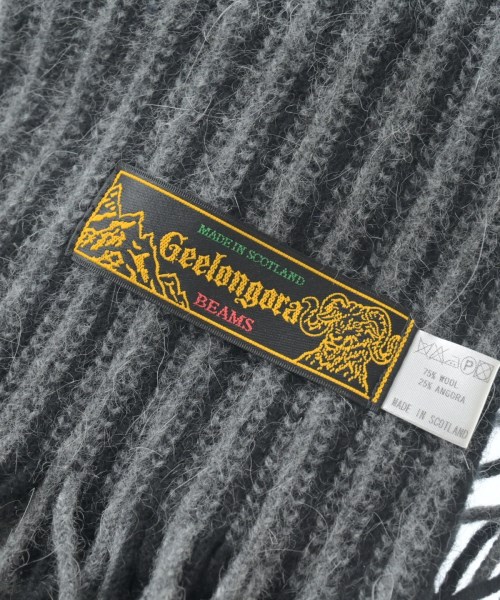 MADE IN SCOTLAND
Geelongora
BEAMS
P
75% WOOL
25% ANGORA
MADE IN SCOTLAND